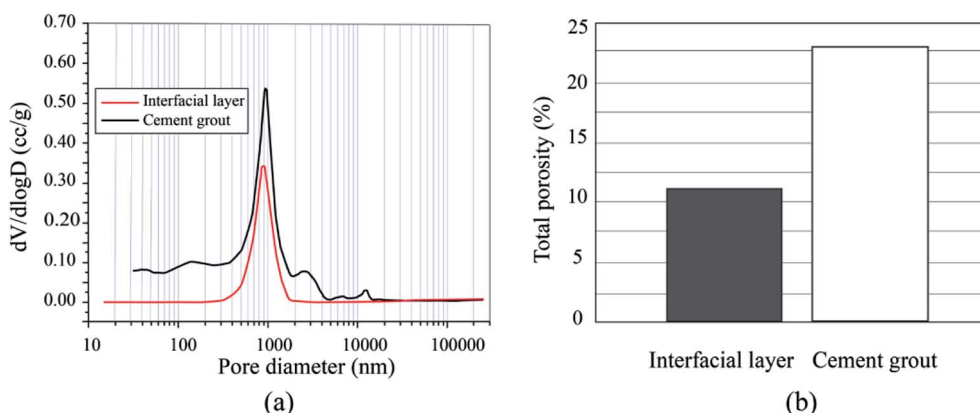 0.70
0.60
0.50
0.40
0.30
0.20
0.10
0.00
dV/dlogD (cc/g)
Interfacial layer
Cement grout
10 100 1000 10000 100000
Pore diameter (nm)
(a)
25
23
15
10
5
0
Total porosity (%)
Interfacial layer Cement grout
(b)